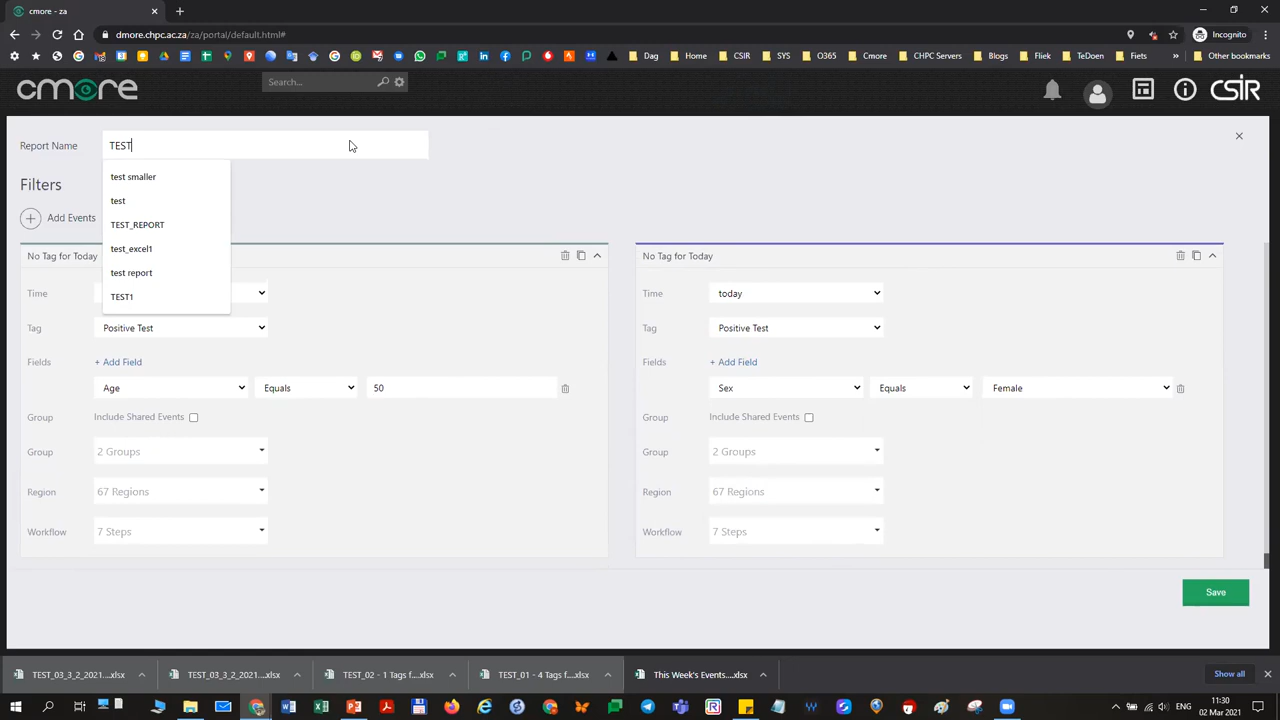 cmore - za
Incognito
dmore.chpc.ac.za/za/portal/default.html#
Dag
Home
CSIR
SYS
O365
Cmore
CHPC Servers
Blogs
Fliek
TeDoen
Fiets
Other bookmarks
cmore
Search...
CSIR
Report Name
TEST
test smaller
test
TEST_REPORT
test_excel1
test report
TEST1
Filters
Add Events
No Tag for Today
Time
Tag
Positive Test
Fields
+ Add Field
Age
Equals
50
Group
Include Shared Events
Group
2 Groups
Region
67 Regions
Workflow
7 Steps
No Tag for Today
Time
today
Tag
Positive Test
Fields
+ Add Field
Sex
Equals
Female
Group
Include Shared Events
Group
2 Groups
Region
67 Regions
Workflow
7 Steps
Save
TEST_03_3_2_2021....xlsx
TEST_03_3_2_2021....xlsx
TEST_02 - 1 Tags f....xlsx
TEST_01 - 4 Tags f....xlsx
This Week's Events....xlsx
Show all
ENG
11:30
02 Mar 2021